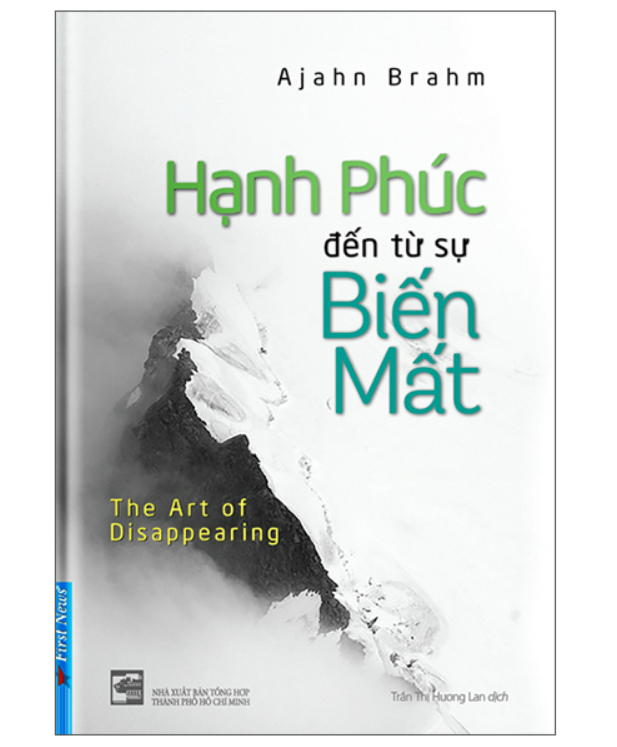 Ajahn Brahm
Hạnh Phúc
đến từ sự
Biến
Mất
The Art of
Disappearing
First News
NHÀ XUẤT BẢN TỔNG HỢP
THÀNH PHỐ HỒ CHÍ MINH
Trần Thị Hương Lan dịch